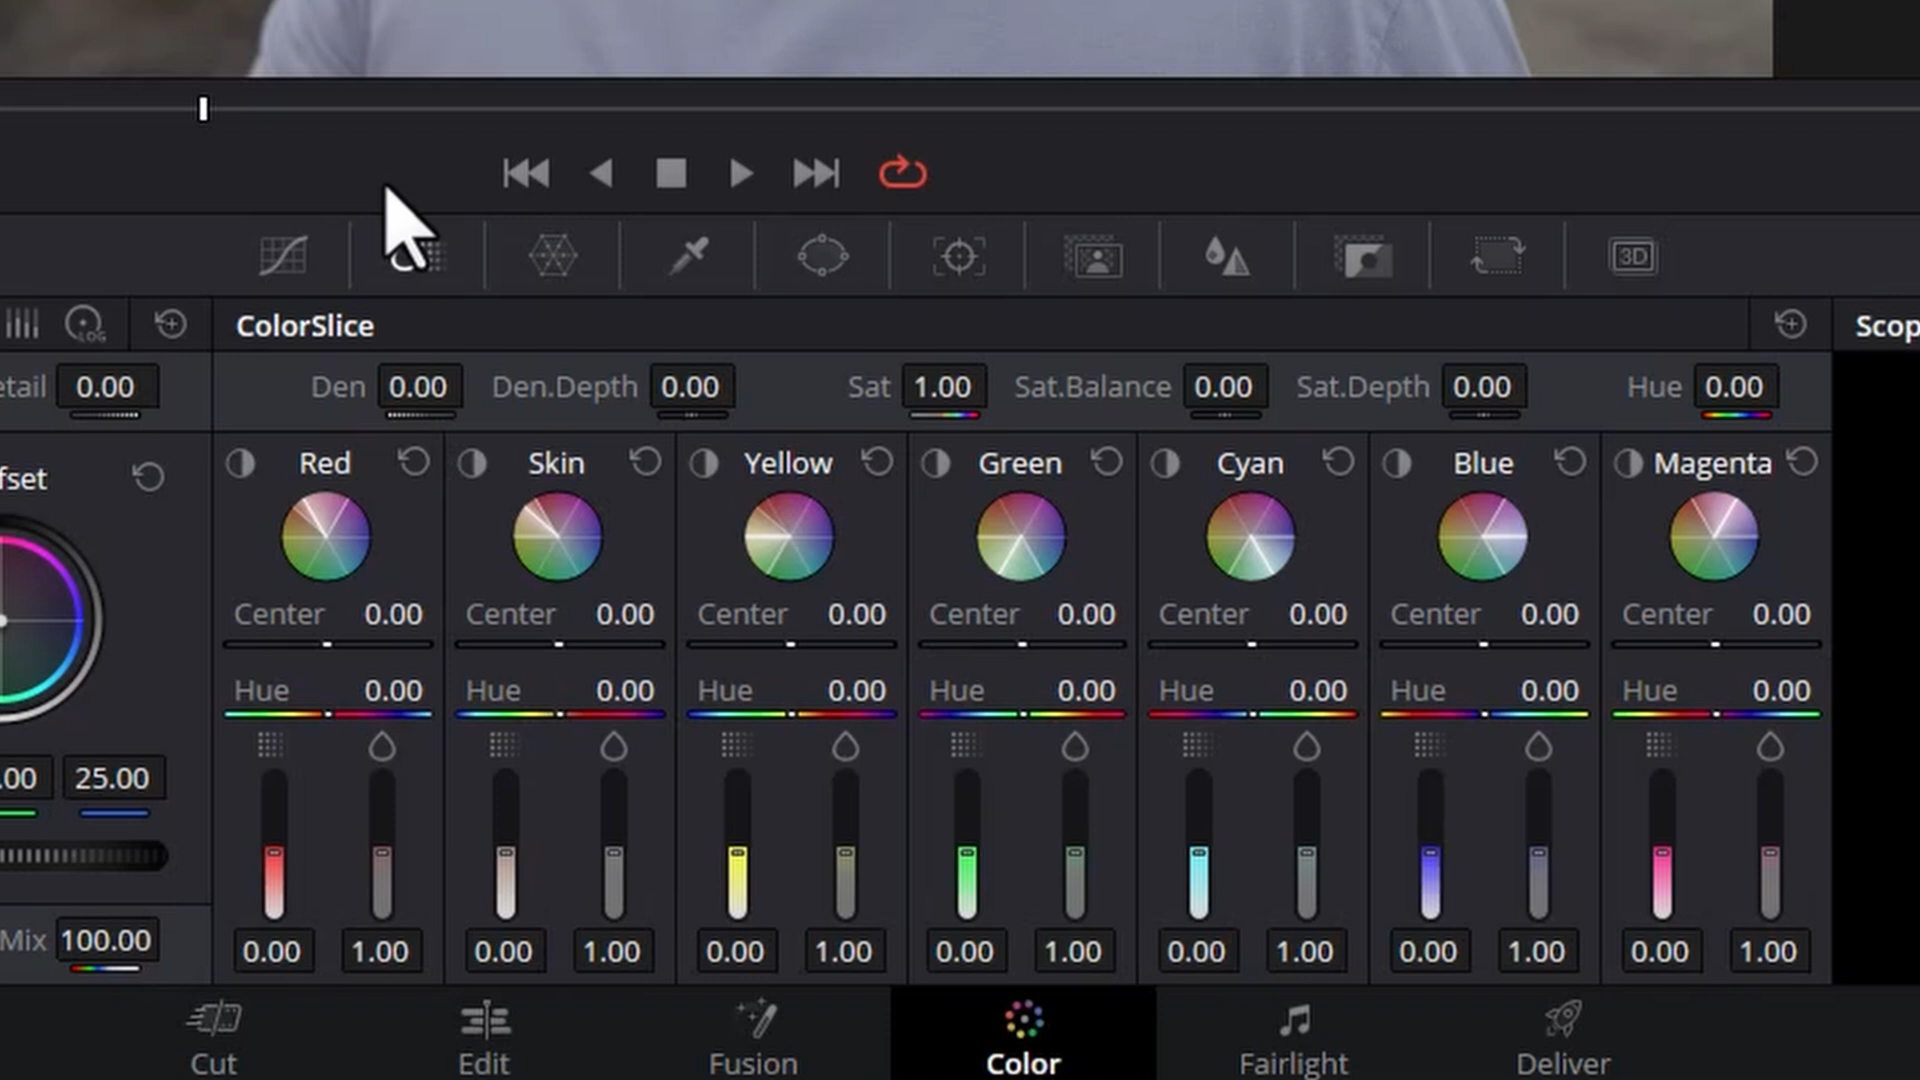 3D
LOG
ColorSlice
Scop
etail 0.00
Den 0.00 Den.Depth 0.00 Sat 1.00 Sat.Balance 0.00 Sat.Depth 0.00 Hue 0.00
fset
Red Skin Yellow Green Cyan Blue Magenta
Center 0.00 Center 0.00 Center 0.00 Center 0.00 Center 0.00 Center 0.00 Center 0.00
Hue 0.00 Hue 0.00 Hue 0.00 Hue 0.00 Hue 0.00 Hue 0.00 Hue 0.00
.00 25.00
Mix 100.00
0.00 1.00 0.00 1.00 0.00 1.00 0.00 1.00 0.00 1.00 0.00 1.00 0.00 1.00
Cut Edit Fusion Color Fairlight Deliver